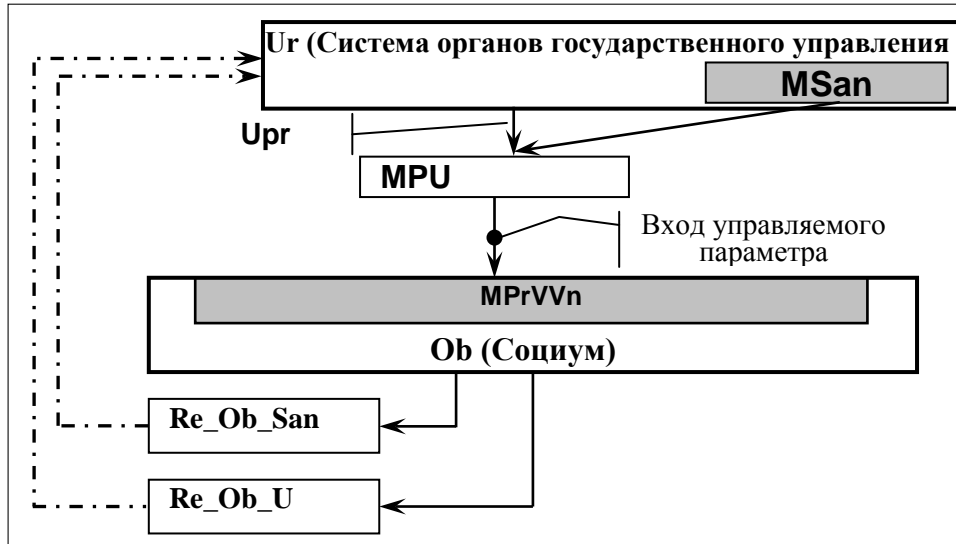 Ur (Система органов государственного управления
MSan
Upr
MPU
Вход управляемого
параметра
MPrVVn
Ob (Социум)
Re_Ob_San
Re_Ob_U